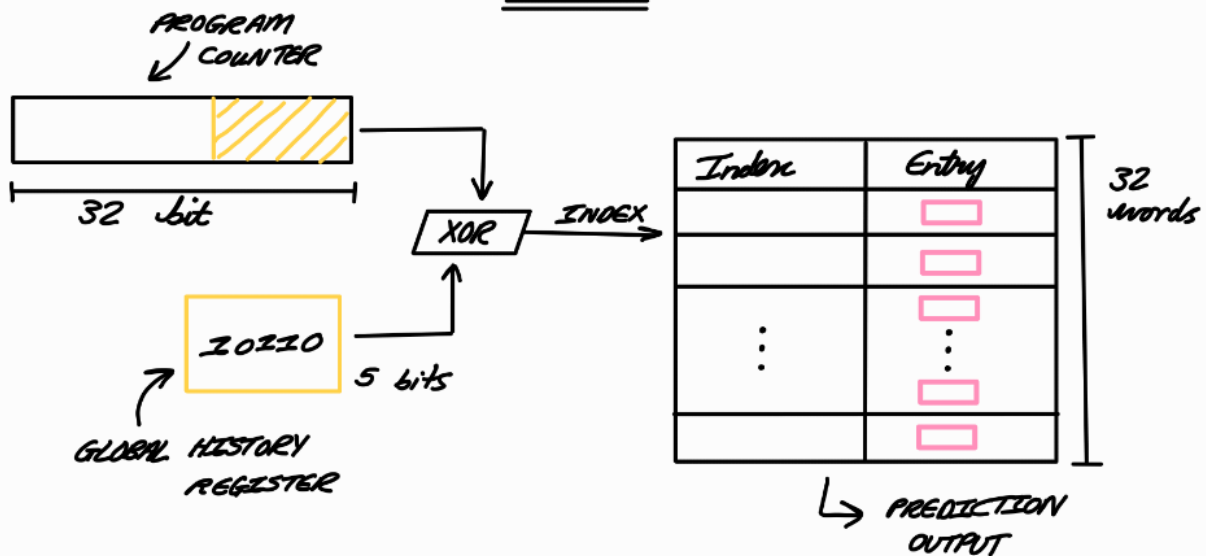 PROGRAM
COUNTER
32 bit
XOR
INDEX
10110
5 bits
GLOBAL HISTORY
REGISTER
Index Entry
32
words
PREDICTION
OUTPUT